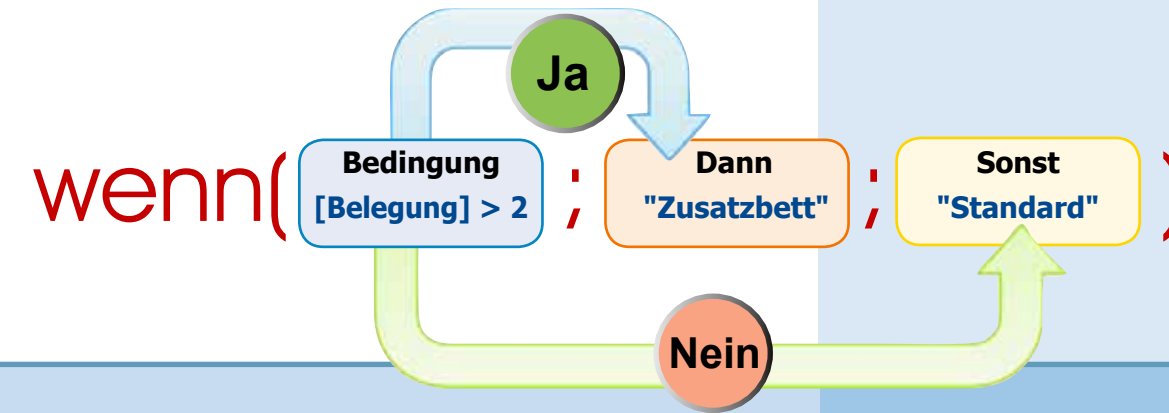 Ja
wenn( Bedingung [Belegung] > 2 ; Dann "Zusatzbett" ; Sonst "Standard" )
Nein